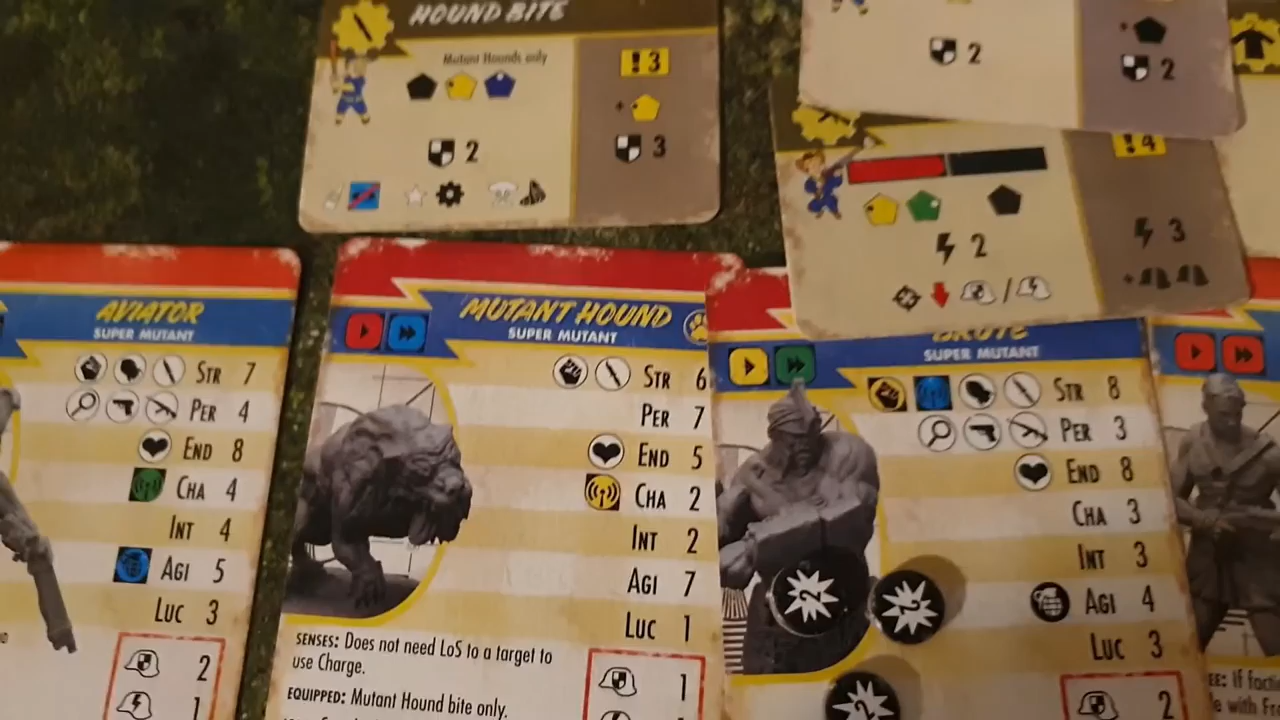 HOUND BITE
Mutant Hounds only
2
!3
+
3
2
+
2
!4
2
/
3
+
AVIATOR
SUPER MUTANT
STR 7
PER 4
END 8
CHA 4
INT 4
AGI 5
LUC 3
2
1
MUTANT HOUND
SUPER MUTANT
STR 6
PER 7
END 5
CHA 2
INT 2
AGI 7
LUC 1
SENSES: Does not need LoS to a target to
use Charge.
EQUIPPED: Mutant Hound bite only.
1
BRUTE
SUPER MUTANT
STR 8
PER 3
END 8
CHA 3
INT 3
AGI 4
LUC 3
2
2
2
2
EE: If